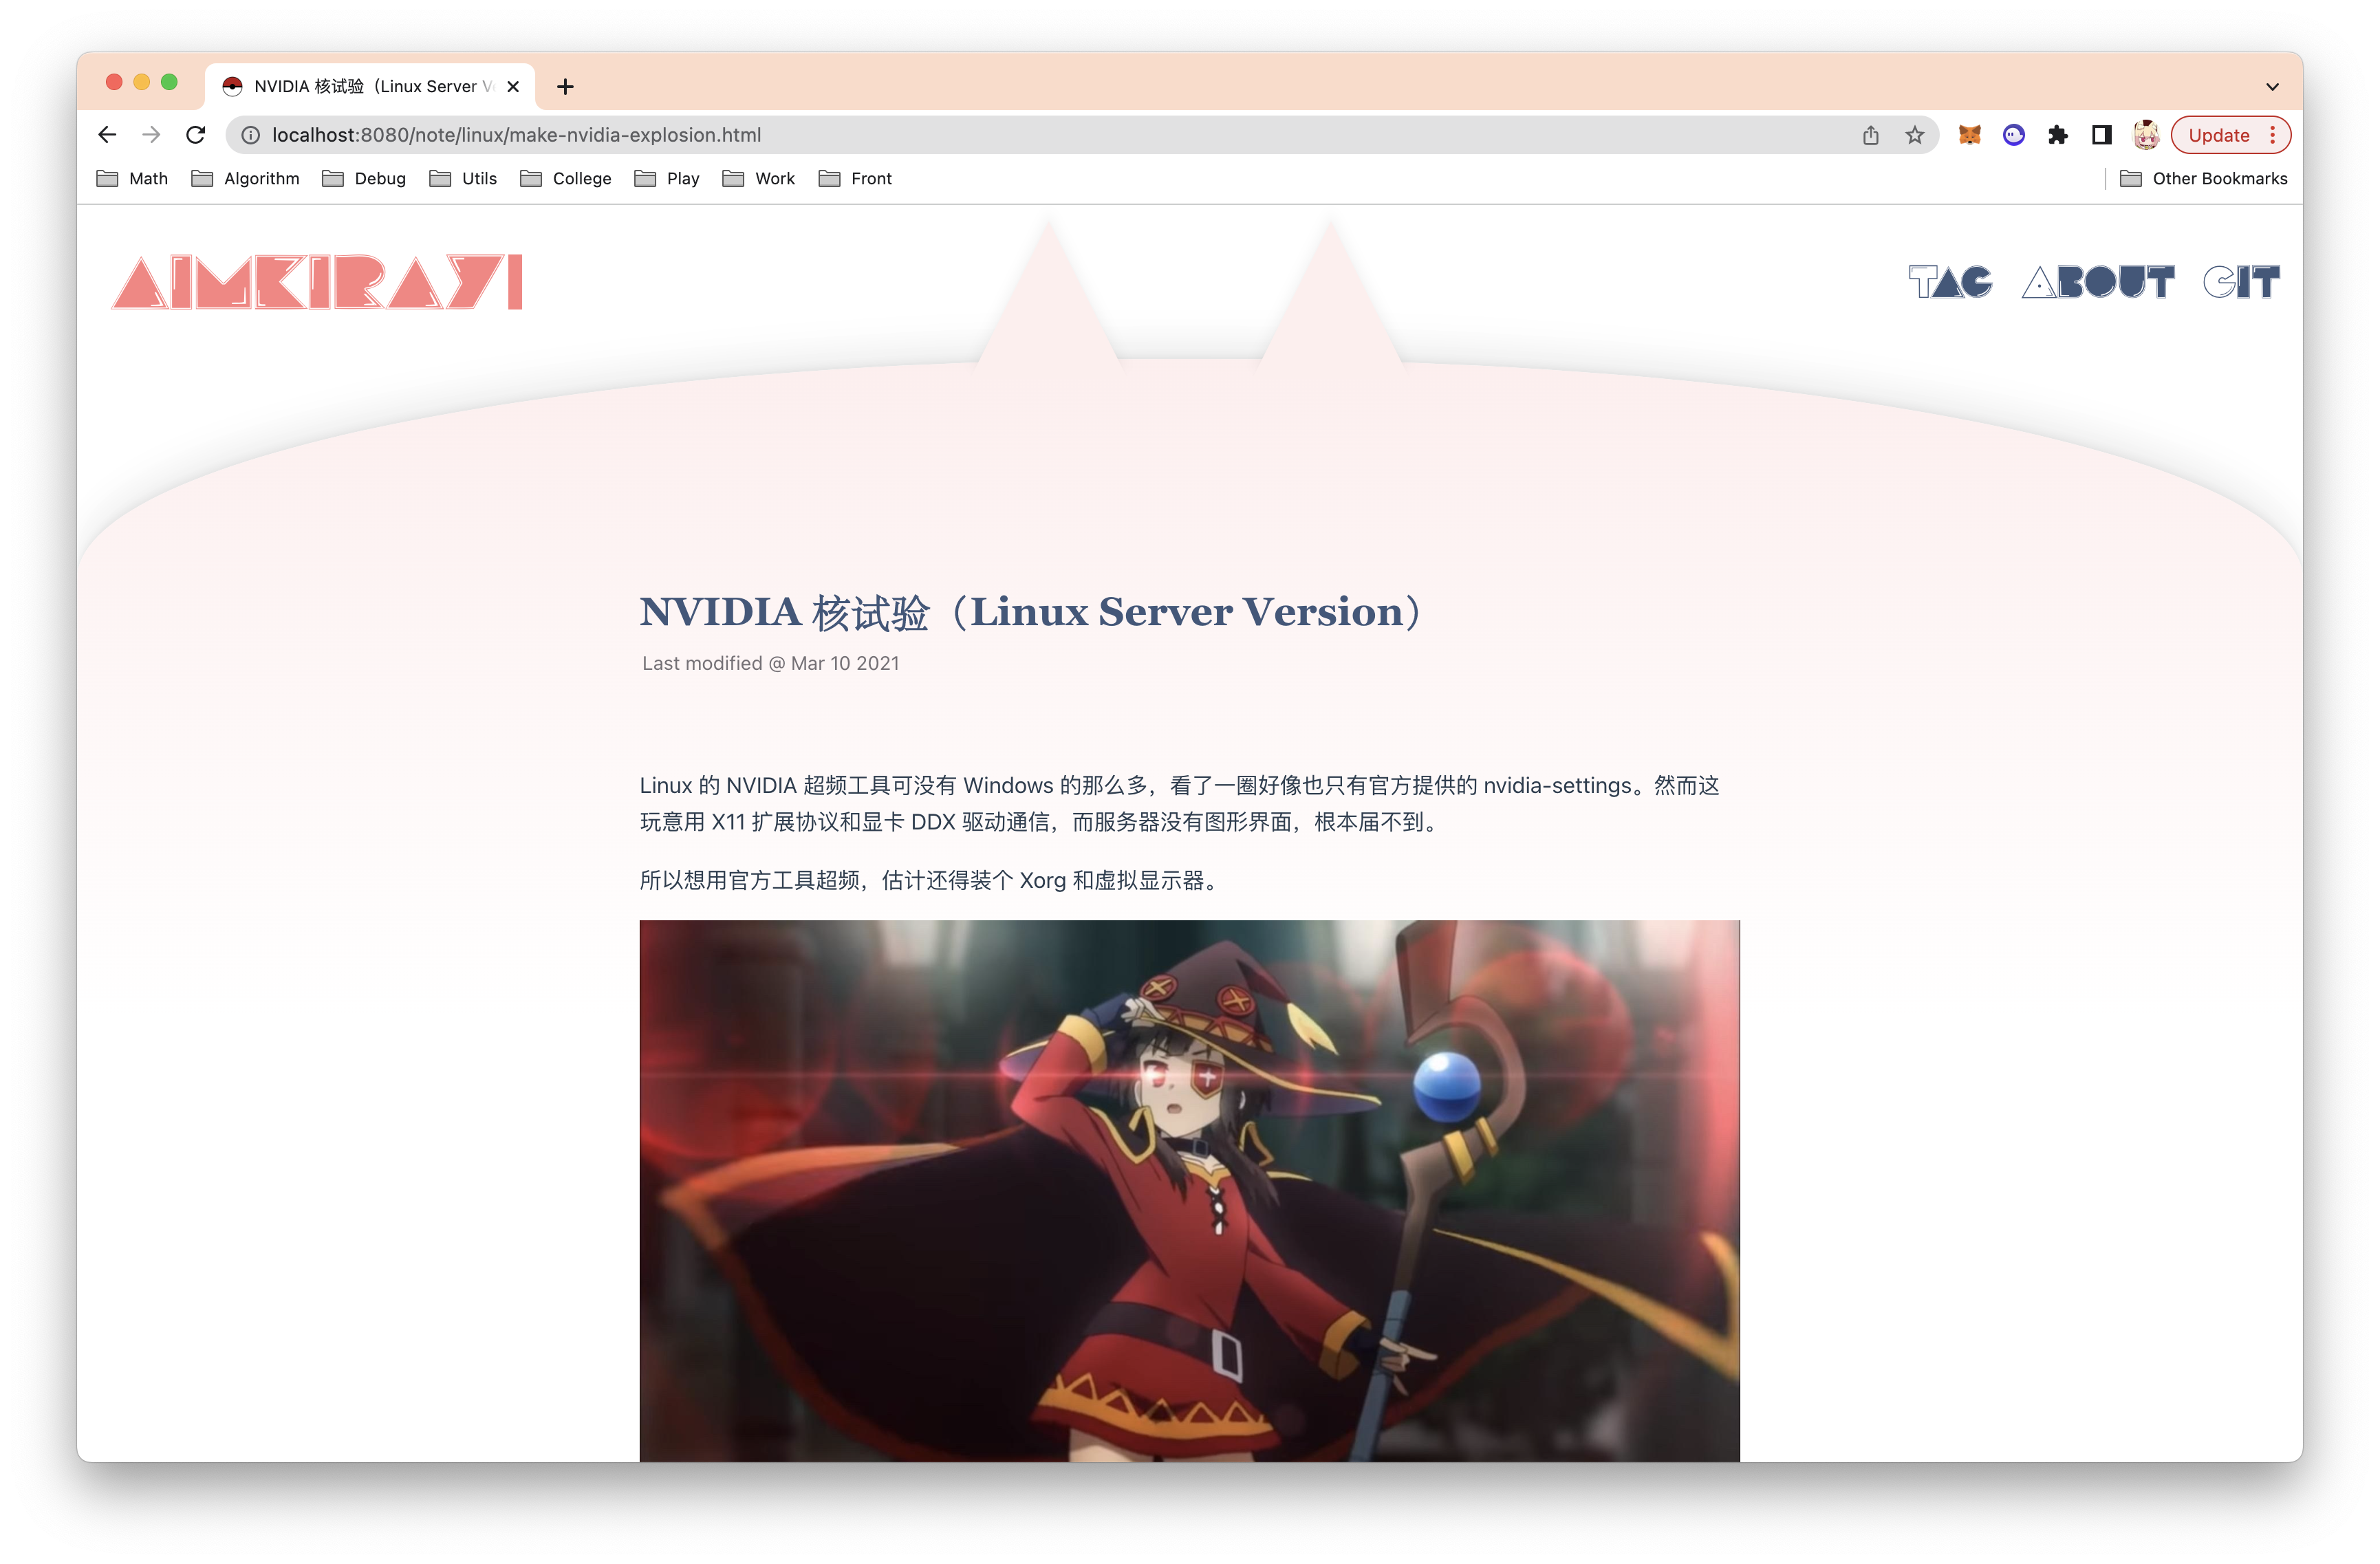 NVIDIA 核试验（Linux Server V
localhost:8080/note/linux/make-nvidia-explosion.html
Update
Math Algorithm Debug Utils College Play Work Front Other Bookmarks
AIMKIRAYI TAG ABOUT GIT
NVIDIA 核试验（Linux Server Version）
Last modified @ Mar 10 2021
Linux 的 NVIDIA 超频工具可没有 Windows 的那么多，看了一圈好像也只有官方提供的 nvidia-settings。然而这
玩意用 X11 扩展协议和显卡 DDX 驱动通信，而服务器没有图形界面，根本届不到。
所以想用官方工具超频，估计还得装个 Xorg 和虚拟显示器。